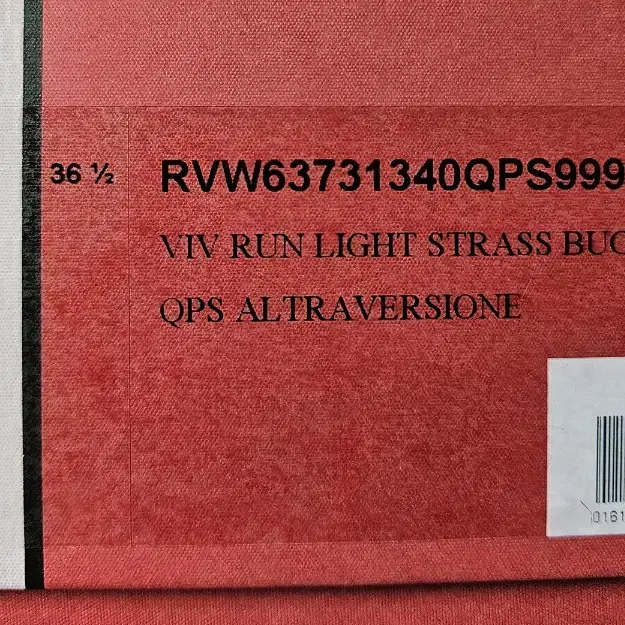 36 ½
RVW63731340QPS999
VIV RUN LIGHT STRASS BUC
QPS ALTRAVERSIONE
0161